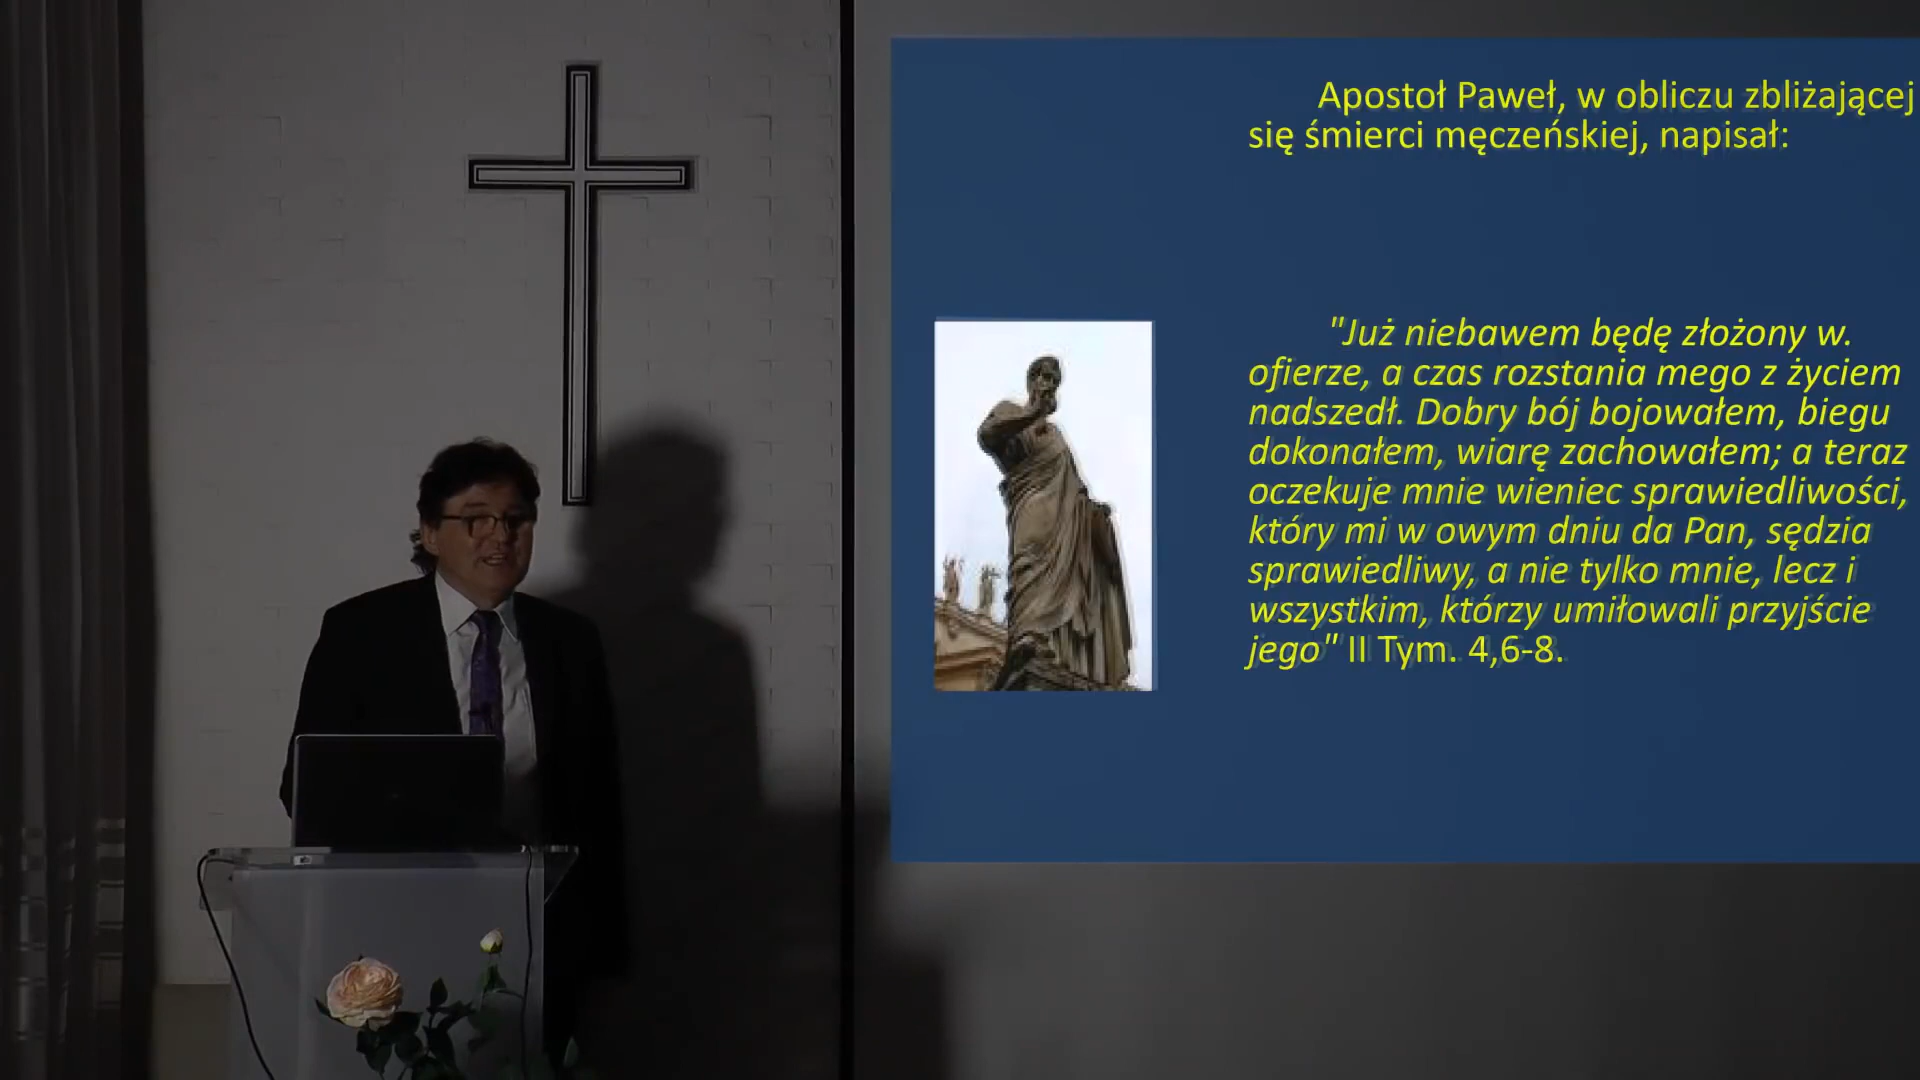 Apostoł Paweł, w obliczu zbliżającej
się śmierci męczeńskiej, napisał:
"Już niebawem będę złożony w.
ofierze, a czas rozstania mego z życiem
nadszedł. Dobry bój bojowałem, biegu
dokonałem, wiarę zachowałem; a teraz
oczekuje mnie wieniec sprawiedliwości,
który mi w owym dniu da Pan, sędzia
sprawiedliwy, a nie tylko mnie, lecz i
wszystkim, którzy umiłowali przyjście
jego" II Tym. 4,6-8.